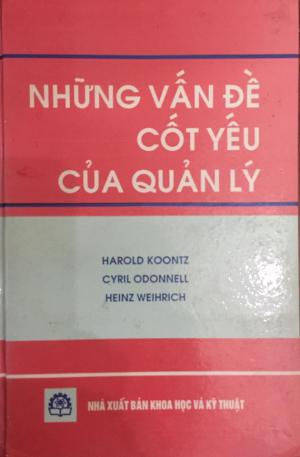 NHỮNG VẤN ĐỀ
CỐT YẾU
CỦA QUẢN LÝ
HAROLD KOONTZ
CYRIL ODONNELL
HEINZ WEIHRICH
NHÀ XUẤT BẢN KHOA HỌC VÀ KỸ THUẬT